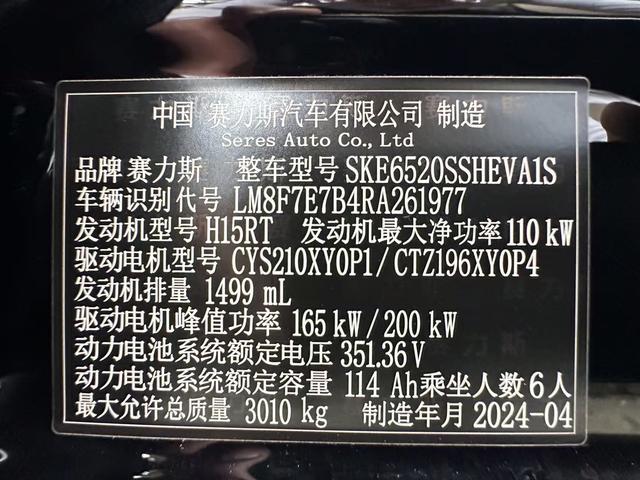 中国 赛力斯汽车有限公司 制造
Seres Auto Co., Ltd
品牌 赛力斯 整车型号 SKE6520SSHEVA1S
车辆识别代号 LM8F7E7B4RA261977
发动机型号 H15RT 发动机最大净功率 110 kW
驱动电机型号 CYS210XY0P1/CTZ196XY0P4
发动机排量 1499 mL
驱动电机峰值功率 165 kW/200 kW
动力电池系统额定电压 351.36 V
动力电池系统额定容量 114 Ah 乘坐人数 6 人
最大允许总质量 3010 kg 制造年月 2024-04